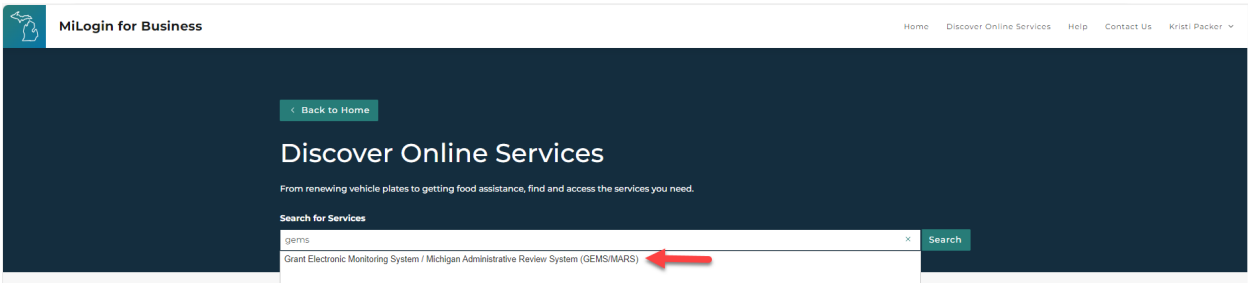 MiLogin for Business
Home Discover Online Services Help Contact Us Kristi Packer
Back to Home
Discover Online Services
From renewing vehicle plates to getting food assistance, find and access the services you need.
Search for Services
gems × Search
Grant Electronic Monitoring System / Michigan Administrative Review System (GEMS/MARS)